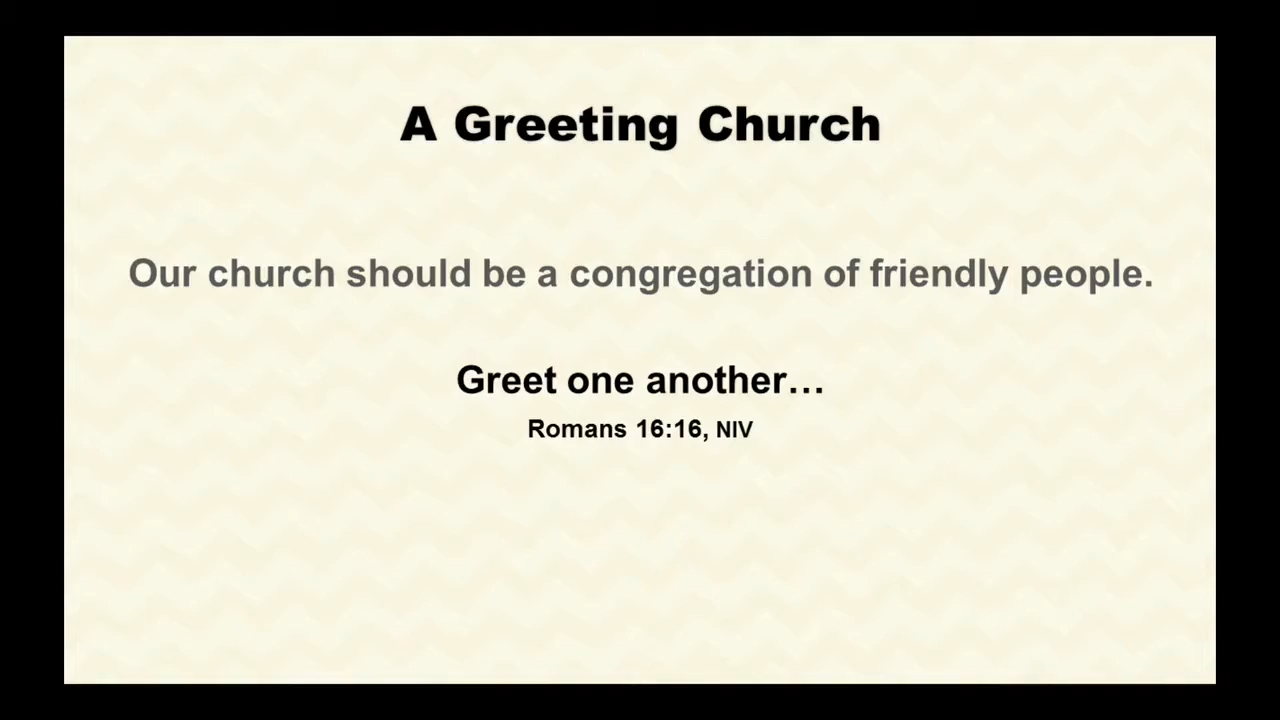 A Greeting Church
Our church should be a congregation of friendly people.
Greet one another…
Romans 16:16, NIV